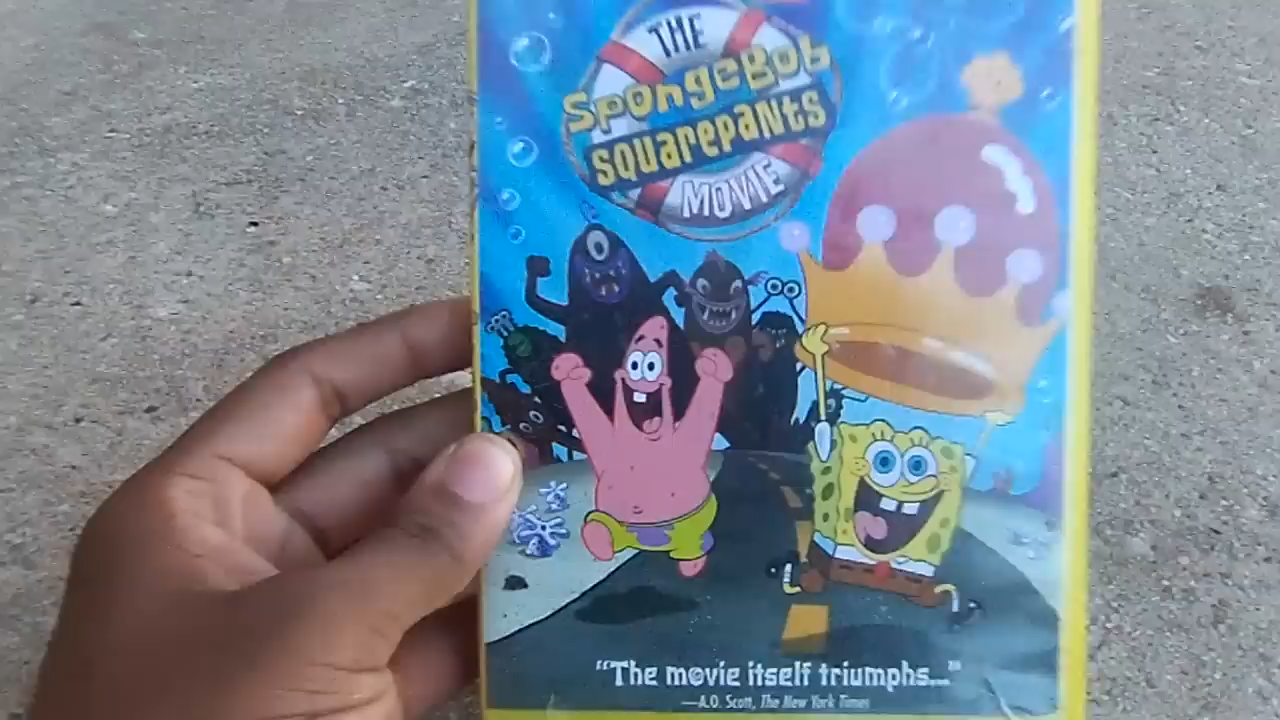 THE
SpongeBob
SQUAREPANTS
MOVIE
“The movie itself triumphs...”
—A.O. Scott, The New York Times